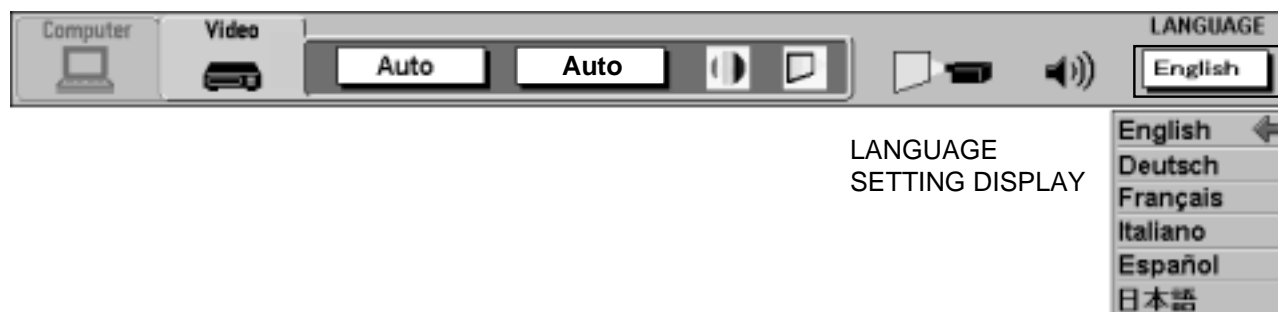 Computer
Video
LANGUAGE
Auto
Auto
English
LANGUAGE
SETTING DISPLAY
English
Deutsch
Français
Italiano
Español
日本語